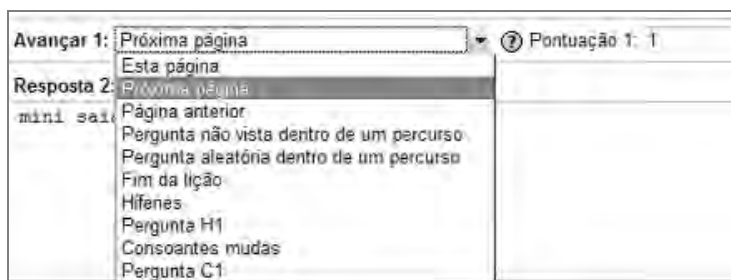 Avançar 1: Próxima página ? Pontuação 1: 1
Esta página
Resposta 2: Próxima página
mini Página anterior
Pergunta não vista dentro de um percurso
Pergunta aleatória dentro de um percurso
Fim da lição
Hífenes
Pergunta H1
Consoantes mudas
Pergunta C1